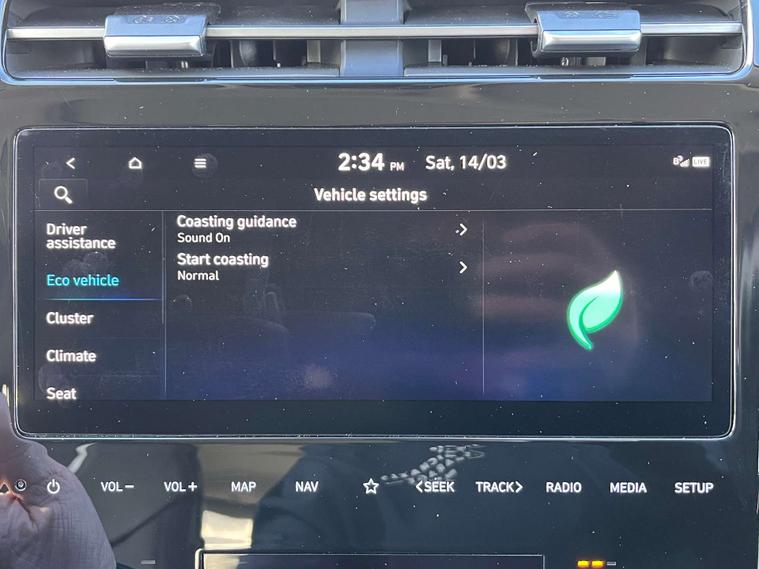 2:34 PM Sat, 14/03 LIVE
Vehicle settings
Driver
assistance
Eco vehicle
Cluster
Climate
Seat
Coasting guidance
Sound On
Start coasting
Normal
VOL− VOL+ MAP NAV <SEEK TRACK> RADIO MEDIA SETUP